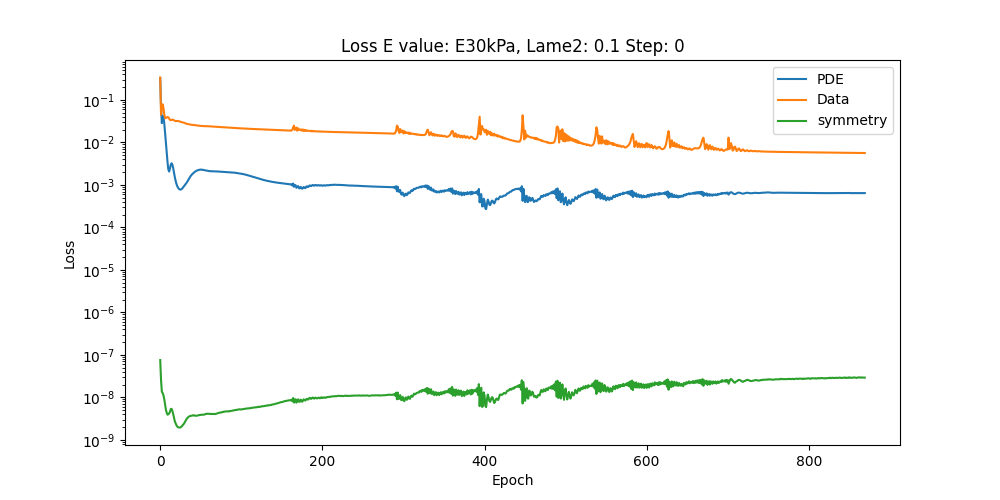 Loss E value: E30kPa, Lame2: 0.1 Step: 0
PDE
Data
symmetry
10⁻¹
10⁻²
10⁻³
10⁻⁴
10⁻⁵
10⁻⁶
10⁻⁷
10⁻⁸
10⁻⁹
Loss
0 200 400 600 800
Epoch